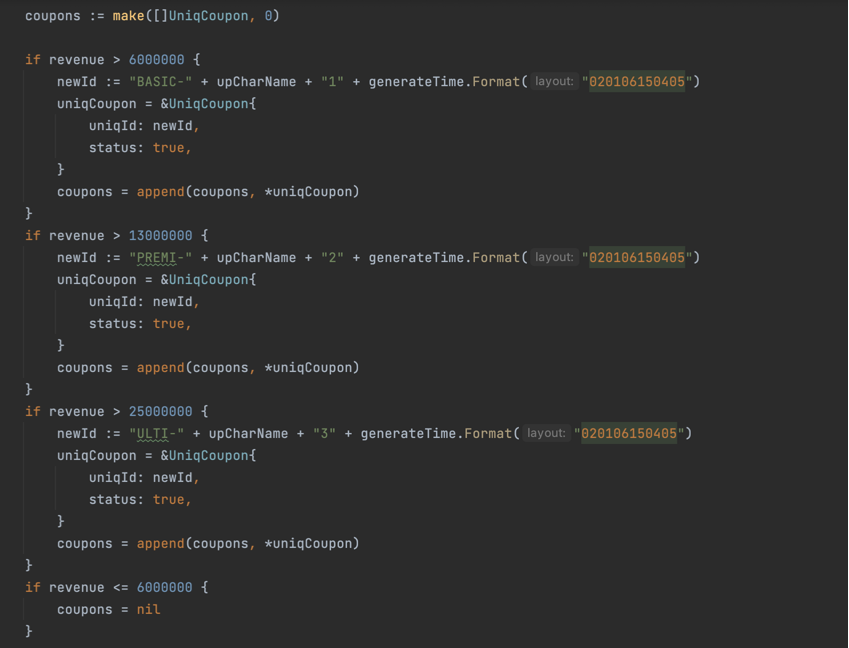 coupons := make([]UniqCoupon, 0)
if revenue > 6000000 {
newId := "BASIC-" + upCharName + "1" + generateTime.Format( layout: "020106150405")
uniqCoupon = &UniqCoupon{
uniqId: newId,
status: true,
}
coupons = append(coupons, *uniqCoupon)
}
if revenue > 13000000 {
newId := "PREMI-" + upCharName + "2" + generateTime.Format( layout: "020106150405")
uniqCoupon = &UniqCoupon{
uniqId: newId,
status: true,
}
coupons = append(coupons, *uniqCoupon)
}
if revenue > 25000000 {
newId := "ULTI-" + upCharName + "3" + generateTime.Format( layout: "020106150405")
uniqCoupon = &UniqCoupon{
uniqId: newId,
status: true,
}
coupons = append(coupons, *uniqCoupon)
}
if revenue <= 6000000 {
coupons = nil
}